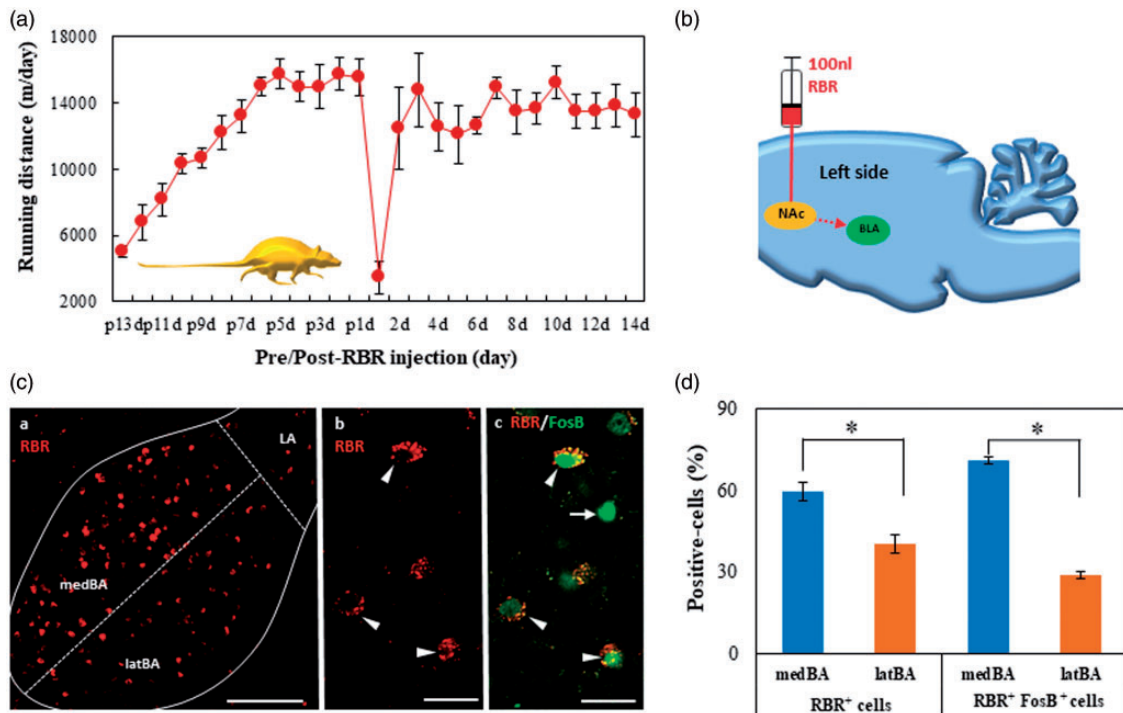 (a)
Running distance (m/day)
18000
14000
10000
6000
2000
p13d p11d p9d p7d p5d p3d p1d 2d 4d 6d 8d 10d 12d 14d
Pre/Post-RBR injection (day)
(b)
100nl
RBR
Left side
NAc
BLA
(c)
a
RBR
LA
medBA
latBA
b
RBR
c RBR/FosB
(d)
Positive-cells (%)
90
60
30
0
* *
medBA latBA medBA latBA
RBR⁺ cells RBR⁺ FosB⁺ cells